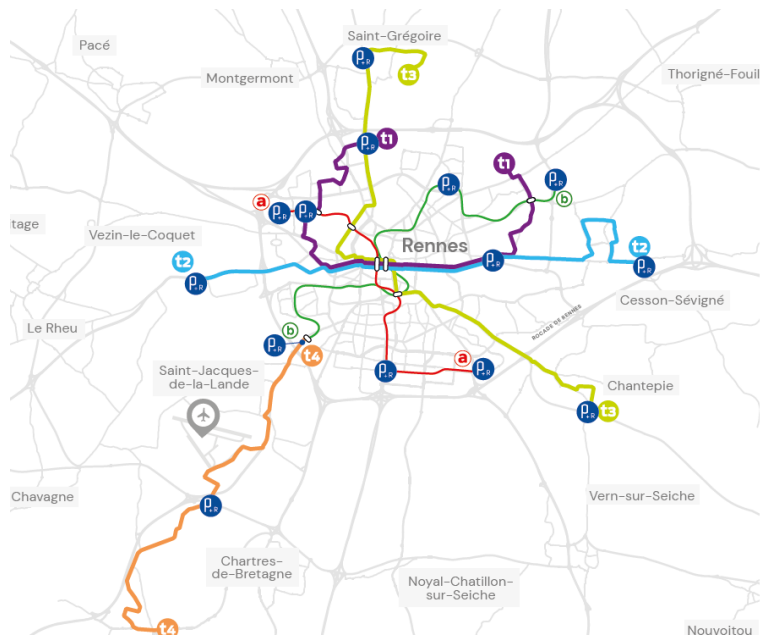 Saint-Grégoire
Pacé
P+R
t3
Montgermont
Thorigné-Fouil
P+R
t1
t1
P+R
P+R
b
a
P+R
P+R
tage
Vezin-le-Coquet
Rennes
t2
t2
P+R
P+R
P+R
Cesson-Sévigné
ROCADE DE RENNES
Le Rheu
b
P+R
t4
a
Saint-Jacques-
de-la-Lande
P+R
P+R
Chantepie
P+R
t3
Chavagne
P+R
Vern-sur-Seiche
Chartres-
de-Bretagne
Noyal-Chatillon-
sur-Seiche
t4
Nouvoitou